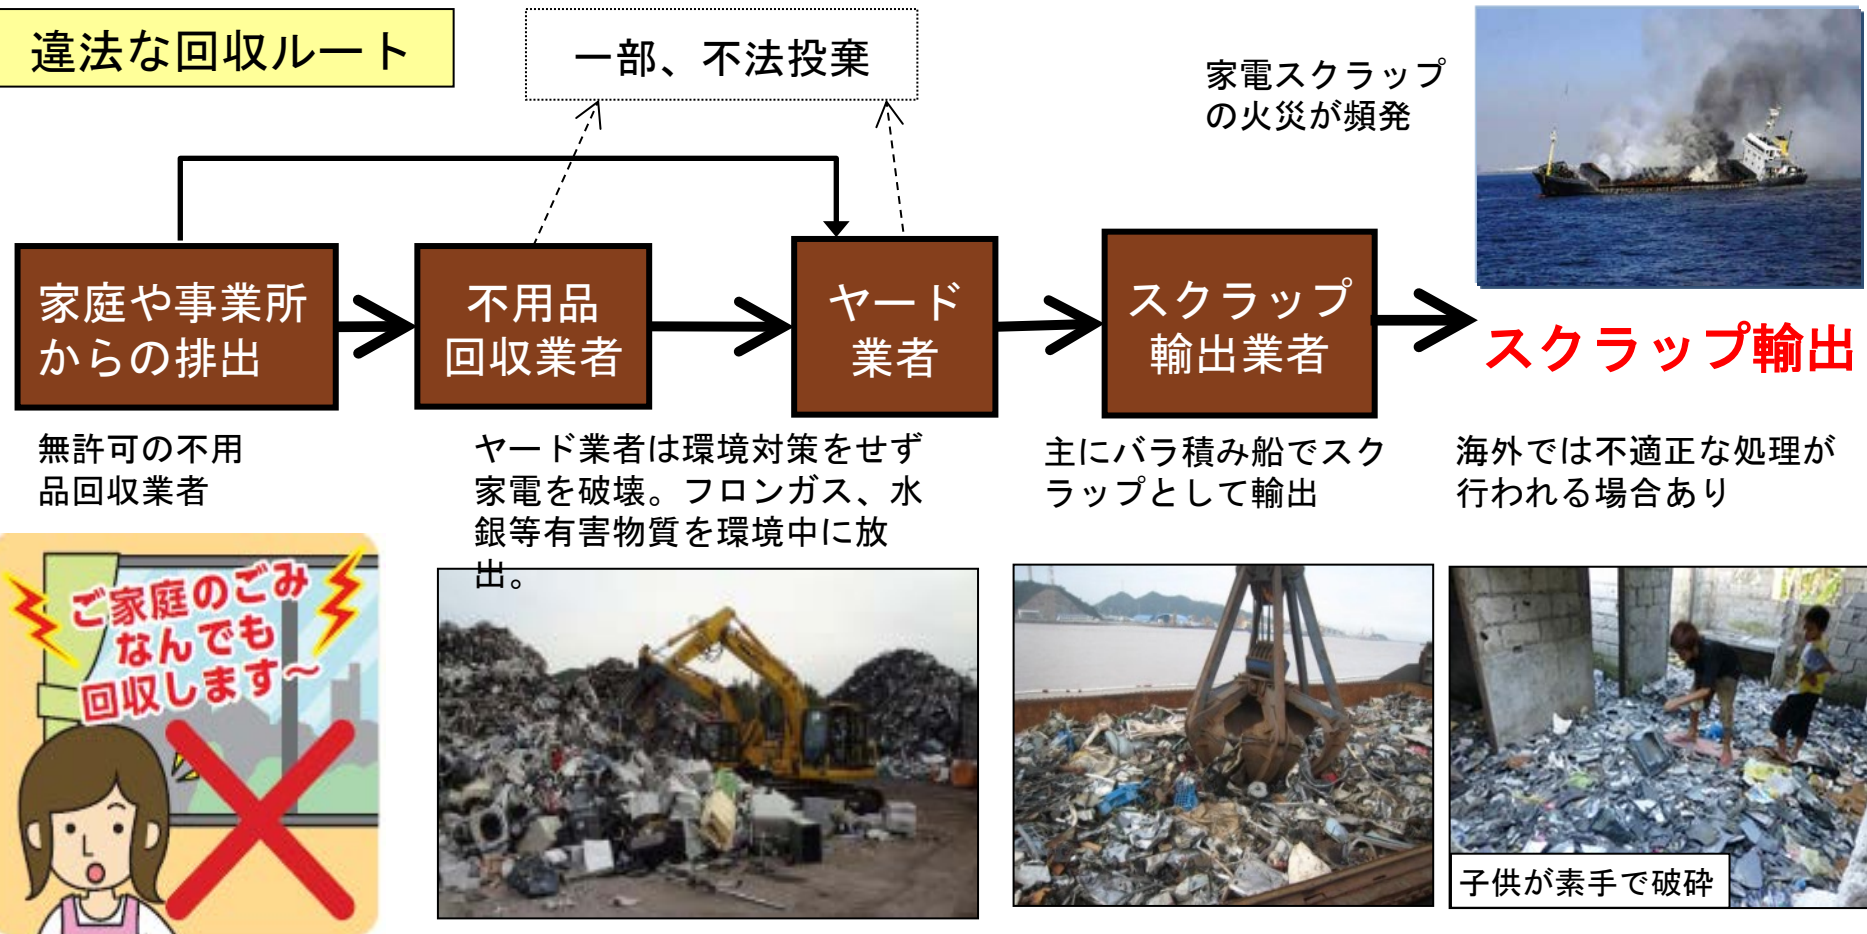 違法な回収ルート
一部、不法投棄
家電スクラップ
の火災が頻発
家庭や事業所
からの排出
不用品
回収業者
ヤード
業者
スクラップ
輸出業者
スクラップ輸出
無許可の不用
品回収業者
ヤード業者は環境対策をせず
家電を破壊。フロンガス、水
銀等有害物質を環境中に放
出。
主にバラ積み船でスク
ラップとして輸出
海外では不適正な処理が
行われる場合あり
ご家庭のごみ
なんでも
回収します～
子供が素手で破砕